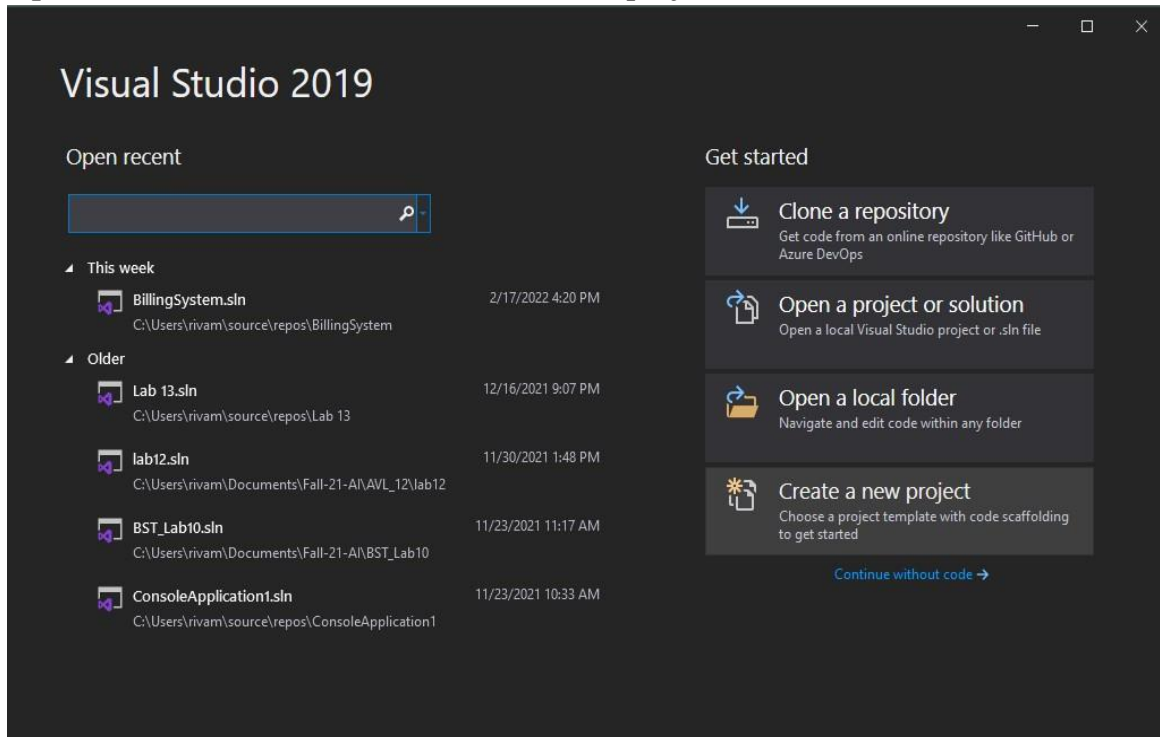 Visual Studio 2019
Open recent
This week
BillingSystem.sln 2/17/2022 4:20 PM
C:\Users\rivam\source\repos\BillingSystem
Older
Lab 13.sln 12/16/2021 9:07 PM
C:\Users\rivam\source\repos\Lab 13
lab12.sln 11/30/2021 1:48 PM
C:\Users\rivam\Documents\Fall-21-AI\AVL_12\lab12
BST_Lab10.sln 11/23/2021 11:17 AM
C:\Users\rivam\Documents\Fall-21-AI\BST_Lab10
ConsoleApplication1.sln 11/23/2021 10:33 AM
C:\Users\rivam\source\repos\ConsoleApplication1
Get started
Clone a repository
Get code from an online repository like GitHub or
Azure DevOps
Open a project or solution
Open a local Visual Studio project or .sln file
Open a local folder
Navigate and edit code within any folder
Create a new project
Choose a project template with code scaffolding
to get started
Continue without code →